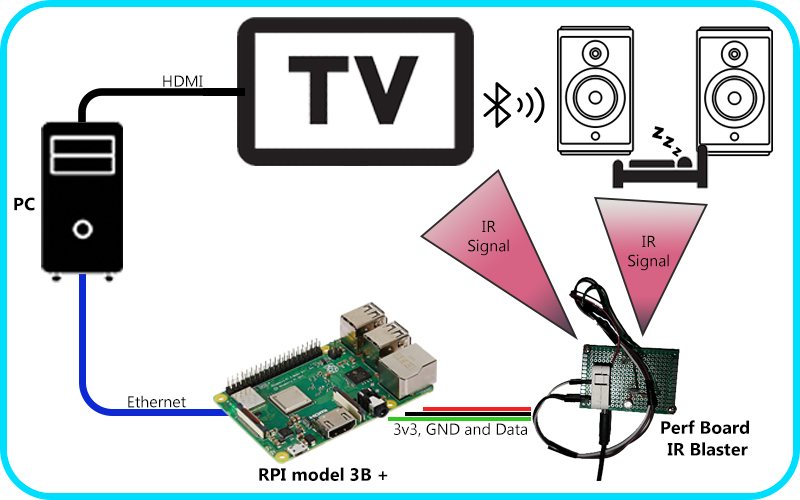 HDMI
TV
zzz
PC
IR
Signal
IR
Signal
Ethernet
3v3, GND and Data
Perf Board
IR Blaster
RPI model 3B +